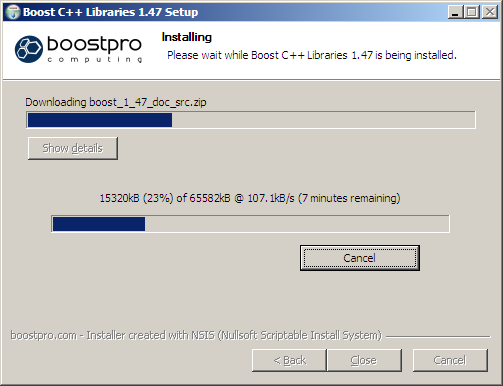 Boost C++ Libraries 1.47 Setup
boostpro
computing
Installing
Please wait while Boost C++ Libraries 1.47 is being installed.
Downloading boost_1_47_doc_src.zip
Show details
15320kB (23%) of 65582kB @ 107.1kB/s (7 minutes remaining)
Cancel
boostpro.com - Installer created with NSIS (Nullsoft Scriptable Install System)
< Back
Close
Cancel